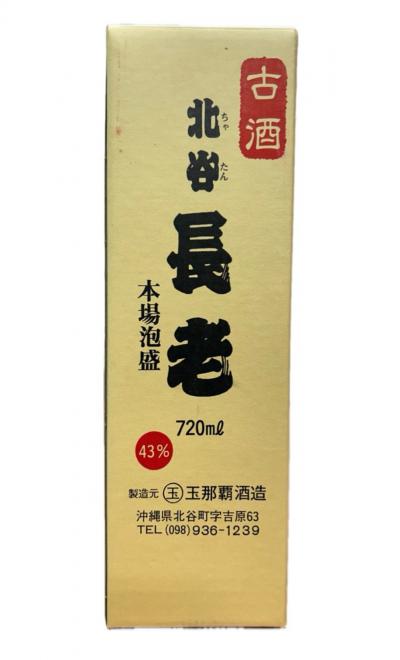 古酒
北谷長老
ちゃたん
本場泡盛
720ml
43%
製造元 玉 玉那覇酒造
沖縄県北谷町字吉原63
TEL(098)936-1239